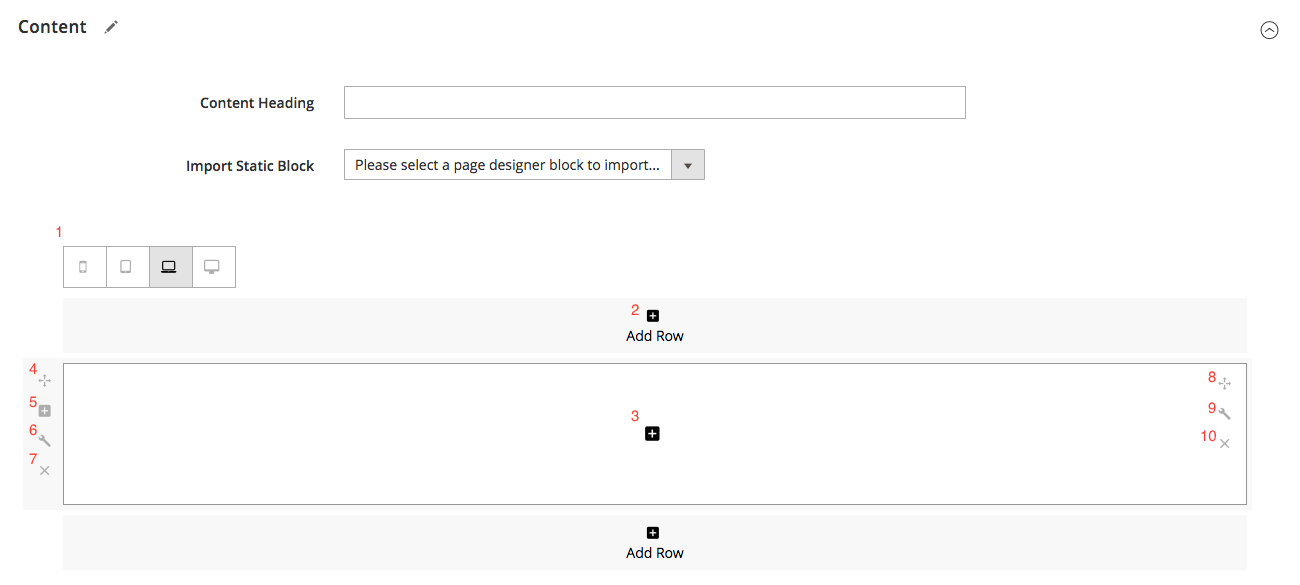 Content
Content Heading
Import Static Block
Please select a page designer block to import...
1
2
Add Row
4
8
5
9
3
6
10
7
Add Row